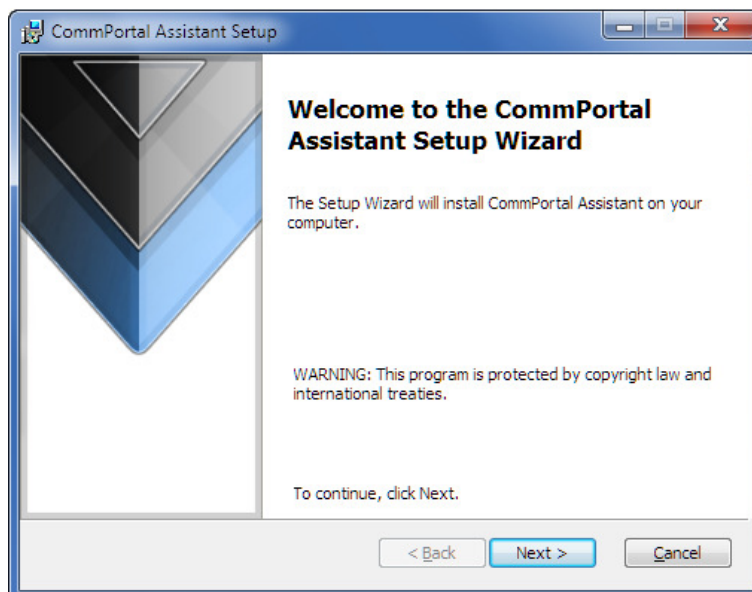 CommPortal Assistant Setup
Welcome to the CommPortal
Assistant Setup Wizard
The Setup Wizard will install CommPortal Assistant on your
computer.
WARNING: This program is protected by copyright law and
international treaties.
To continue, click Next.
< Back Next > Cancel